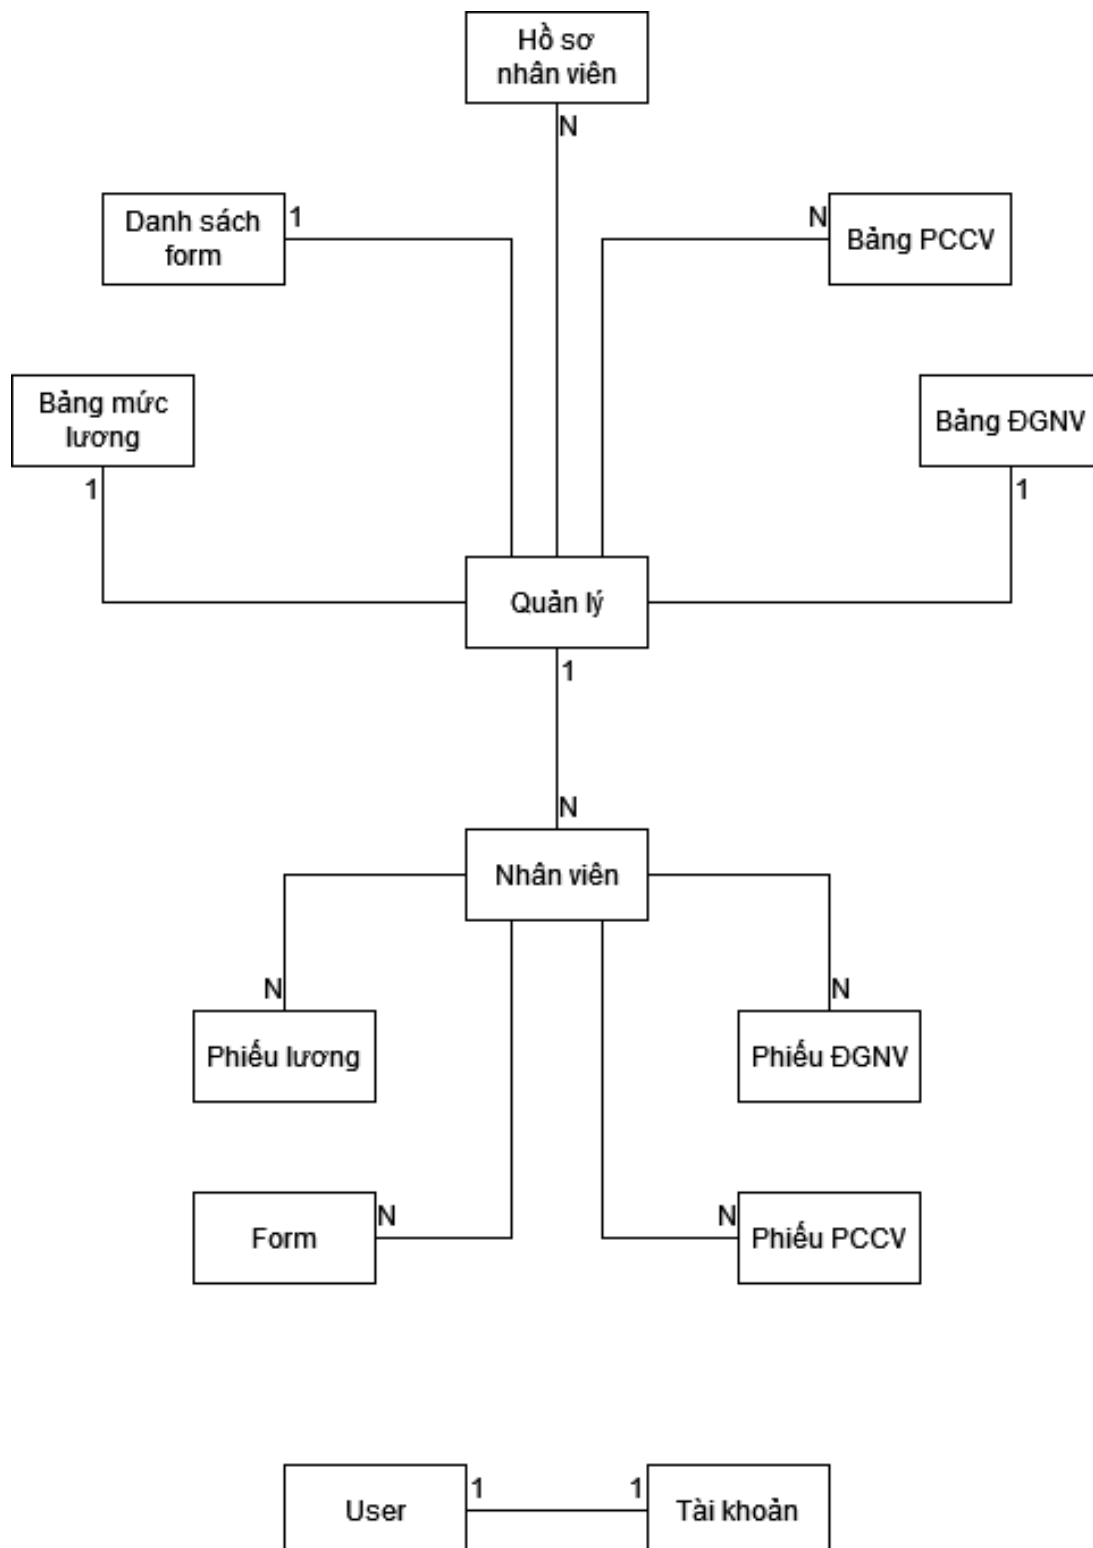 Hồ sơ
nhân viên
N
Danh sách
form
1
N
Bảng PCCV
Bảng mức
lương
1
Bảng ĐGNV
1
Quản lý
1
N
Nhân viên
N
N
Phiếu lương
Phiếu ĐGNV
Form
N
N
Phiếu PCCV
User
1
1
Tài khoản